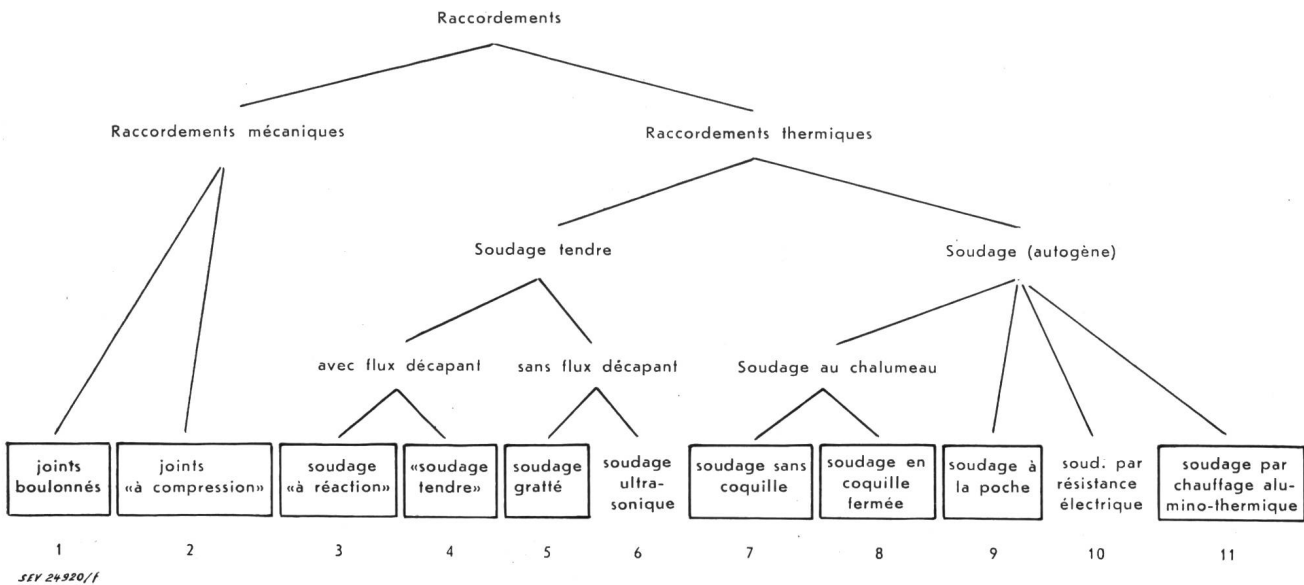 Raccordements
Raccordements mécaniques
Raccordements thermiques
Soudage tendre
Soudage (autogène)
avec flux décapant
sans flux décapant
Soudage au chalumeau
joints
boulonnés
joints
«à compression»
soudage
«à réaction»
«soudage
tendre»
soudage
gratté
soudage
ultra-
sonique
soudage sans
coquille
soudage en
coquille
fermée
soudage à
la poche
soud. par
résistance
électrique
soudage par
chauffage alu-
mino-thermique
1
2
3
4
5
6
7
8
9
10
11
SEV 24920/f